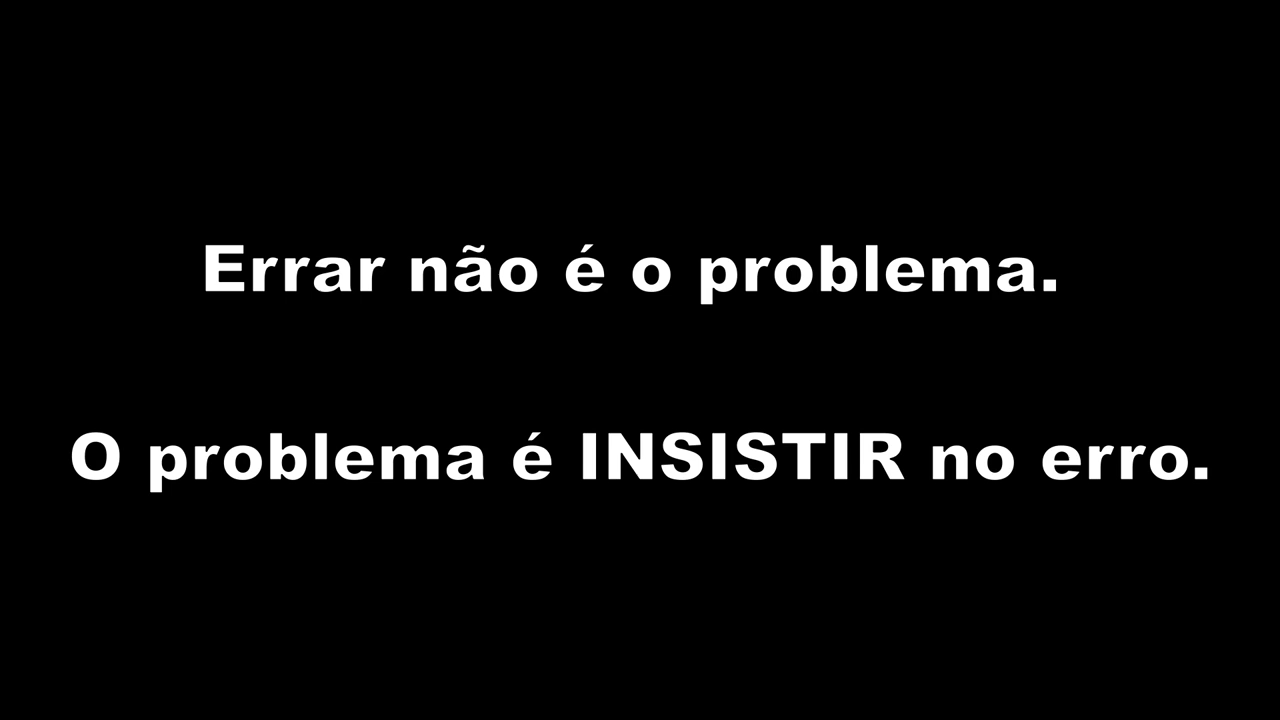 Errar não é o problema.
O problema é INSISTIR no erro.